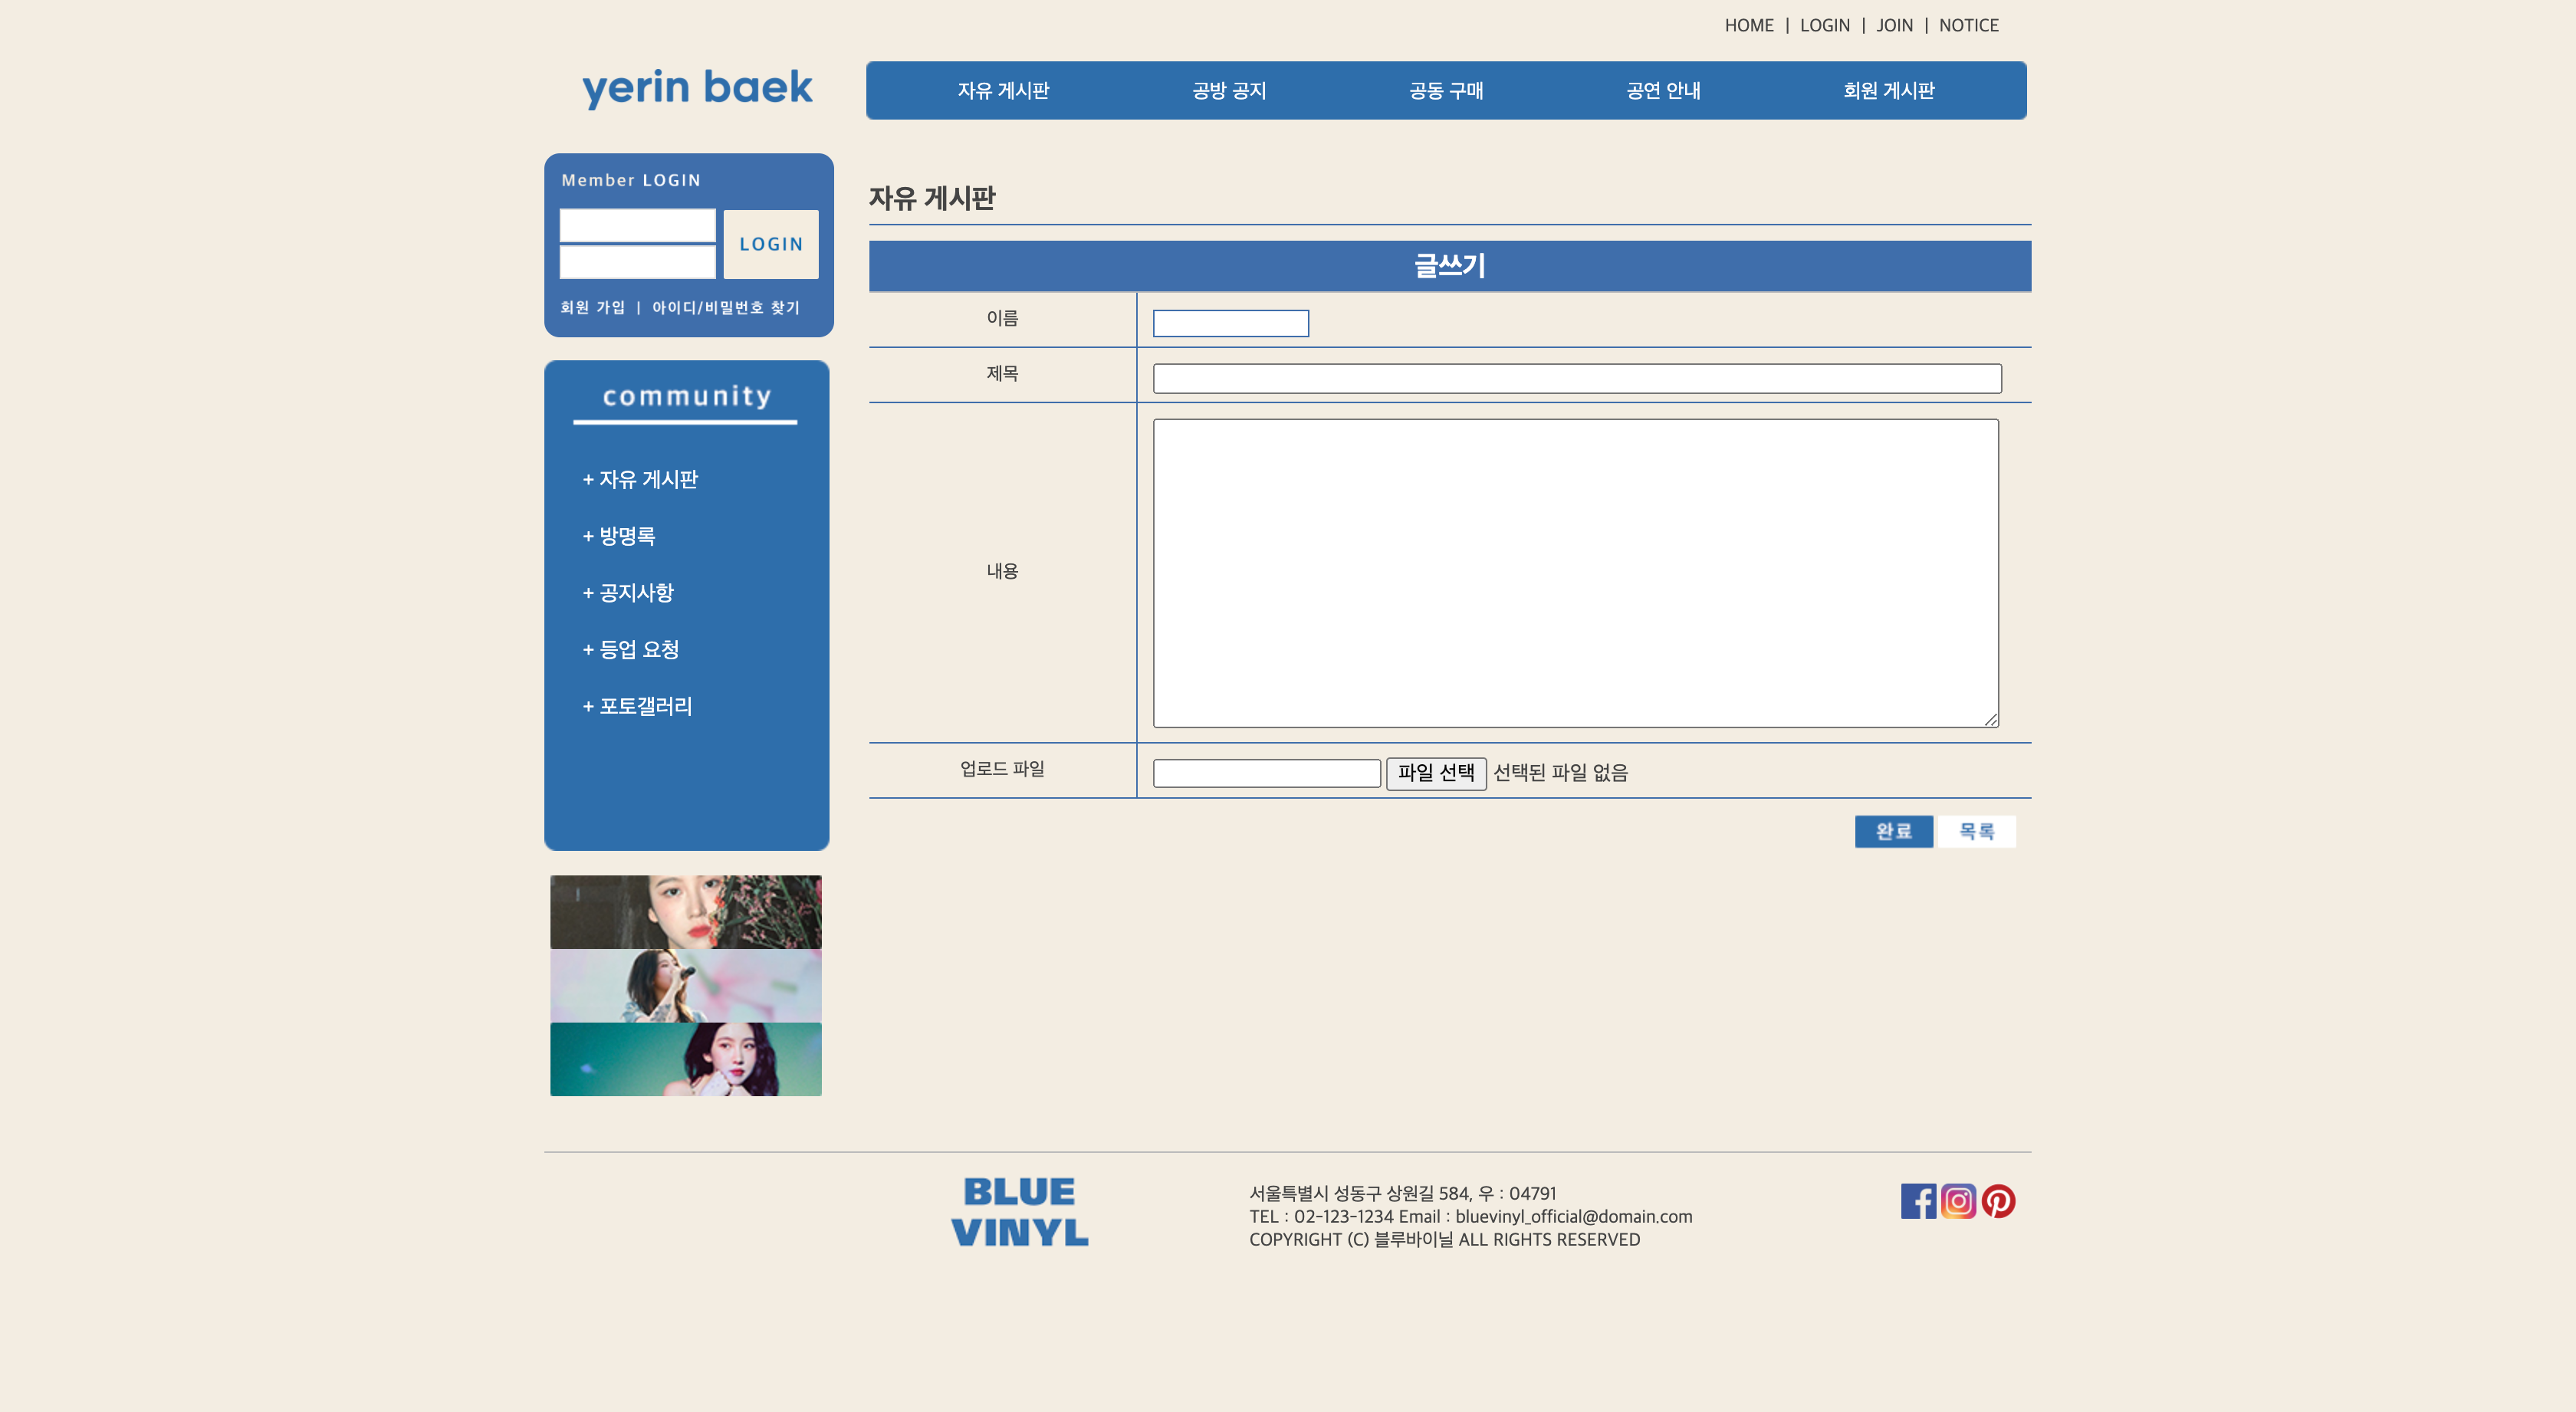 HOME | LOGIN | JOIN | NOTICE
yerin baek
자유 게시판 공방 공지 공동 구매 공연 안내 회원 게시판
Member LOGIN
LOGIN
회원 가입 | 아이디/비밀번호 찾기
community
+ 자유 게시판
+ 방명록
+ 공지사항
+ 등업 요청
+ 포토갤러리
자유 게시판
글쓰기
이름
제목
내용
업로드 파일 파일 선택 선택된 파일 없음
완료 목록
BLUE
VINYL
서울특별시 성동구 상원길 584, 우 : 04791
TEL : 02-123-1234 Email : bluevinyl_official@domain.com
COPYRIGHT (C) 블루바이닐 ALL RIGHTS RESERVED